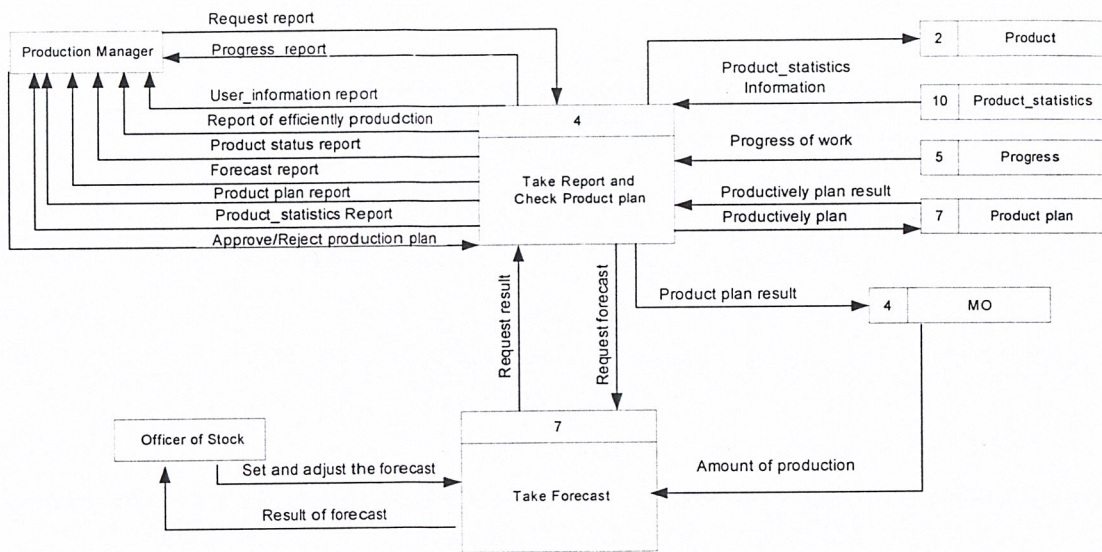 Request report
Production Manager
Progress_report
User_information report
Report of efficiently produdction
Product status report
Forecast report
Product plan report
Product_statistics Report
Approve/Reject production plan
4
Take Report and
Check Product plan
2 Product
Product_statistics
Information
10 Product_statistics
Progress of work
5 Progress
Productively plan result
Productively plan
7 Product plan
Product plan result
4 MO
Request result
Request forecast
7
Take Forecast
Officer of Stock
Set and adjust the forecast
Result of forecast
Amount of production